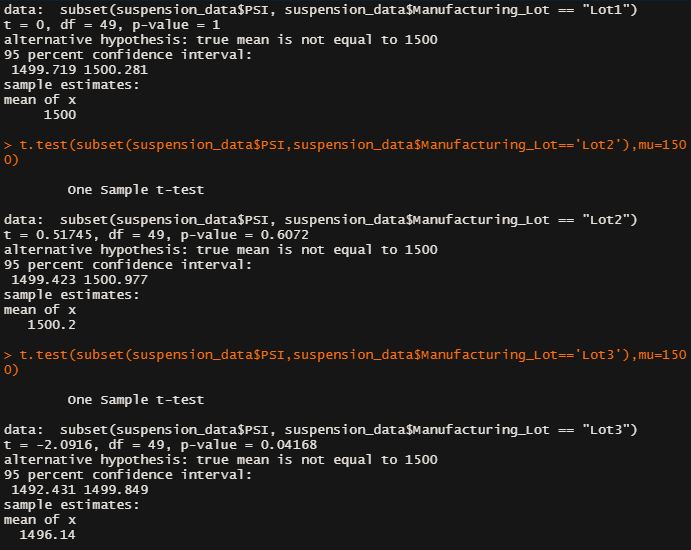 data:  subset(suspension_data$PSI, suspension_data$Manufacturing_Lot == "Lot1")
t = 0, df = 49, p-value = 1
alternative hypothesis: true mean is not equal to 1500
95 percent confidence interval:
 1499.719 1500.281
sample estimates:
mean of x
     1500
> t.test(subset(suspension_data$PSI,suspension_data$Manufacturing_Lot=='Lot2'),mu=150
0)
        One Sample t-test
data:  subset(suspension_data$PSI, suspension_data$Manufacturing_Lot == "Lot2")
t = 0.51745, df = 49, p-value = 0.6072
alternative hypothesis: true mean is not equal to 1500
95 percent confidence interval:
 1499.423 1500.977
sample estimates:
mean of x
   1500.2
> t.test(subset(suspension_data$PSI,suspension_data$Manufacturing_Lot=='Lot3'),mu=150
0)
        One Sample t-test
data:  subset(suspension_data$PSI, suspension_data$Manufacturing_Lot == "Lot3")
t = -2.0916, df = 49, p-value = 0.04168
alternative hypothesis: true mean is not equal to 1500
95 percent confidence interval:
 1492.431 1499.849
sample estimates:
mean of x
  1496.14